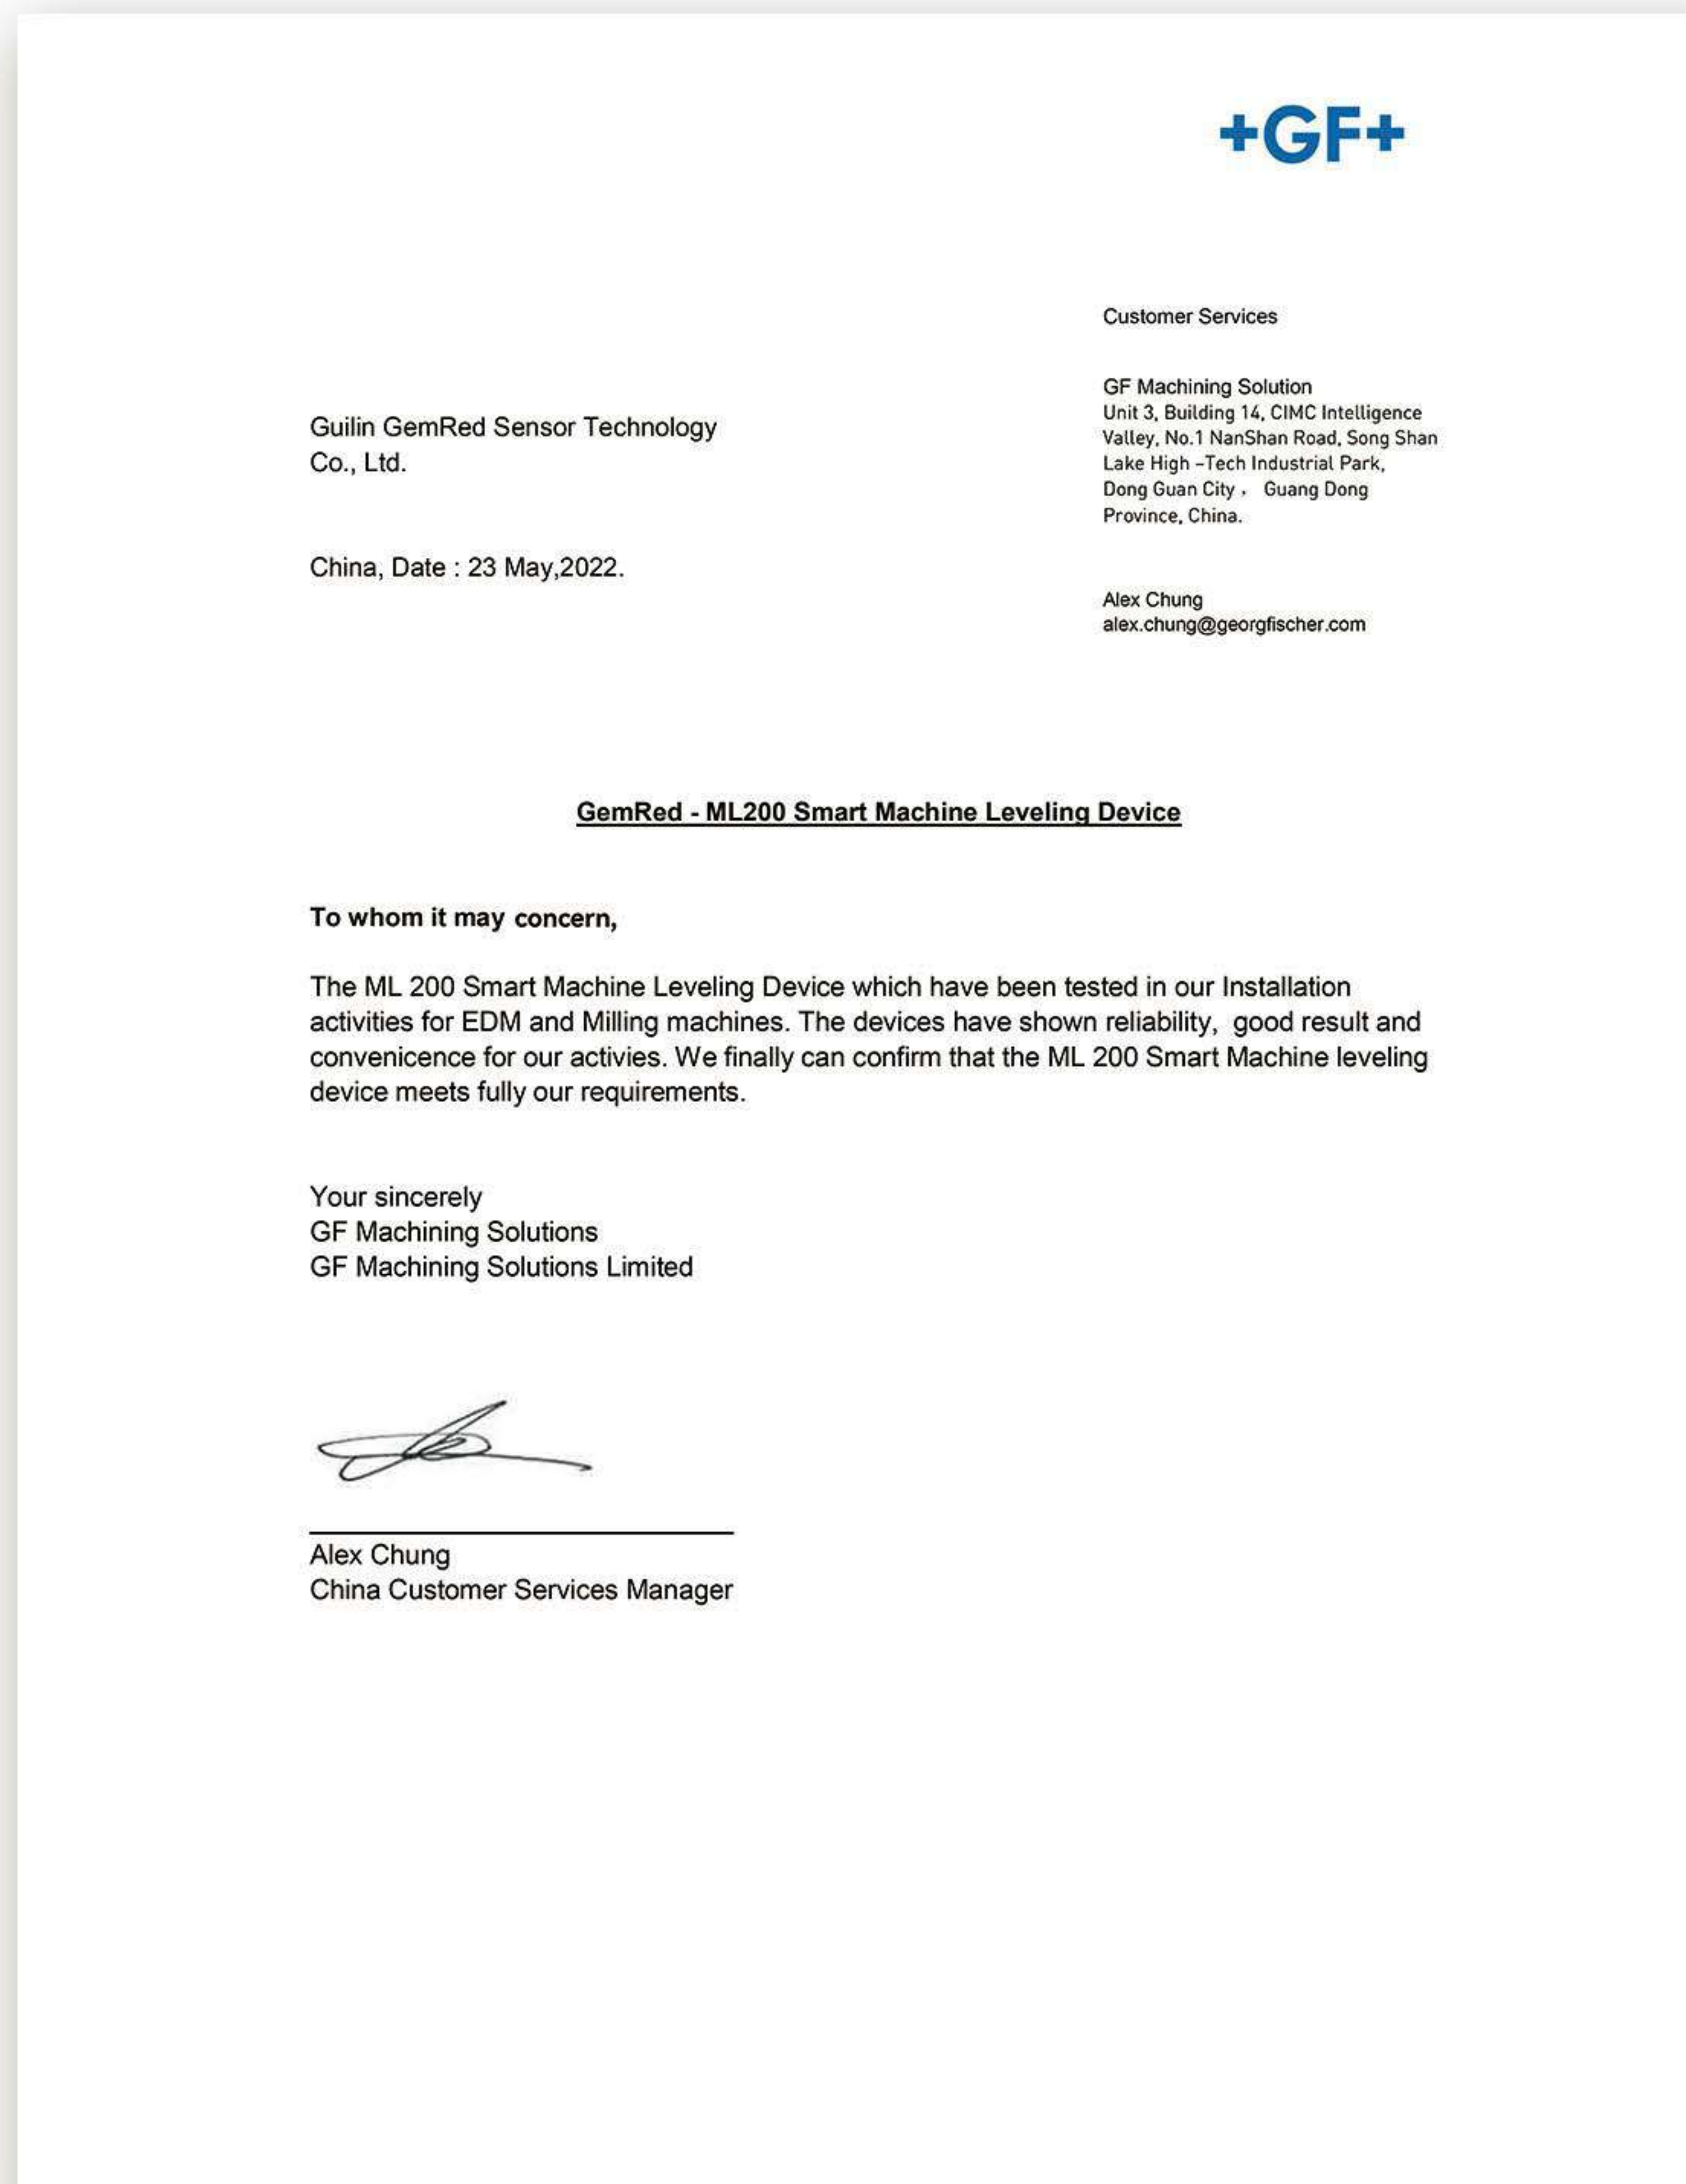 +GF+
Customer Services
GF Machining Solution
Unit 3, Building 14, CIMC Intelligence
Valley, No.1 NanShan Road, Song Shan
Lake High -Tech Industrial Park,
Dong Guan City， Guang Dong
Province, China.
Guilin GemRed Sensor Technology
Co., Ltd.
China, Date : 23 May,2022.
Alex Chung
alex.chung@georgfischer.com
GemRed - ML200 Smart Machine Leveling Device
To whom it may concern,
The ML 200 Smart Machine Leveling Device which have been tested in our Installation
activities for EDM and Milling machines. The devices have shown reliability, good result and
convenicence for our activies. We finally can confirm that the ML 200 Smart Machine leveling
device meets fully our requirements.
Your sincerely
GF Machining Solutions
GF Machining Solutions Limited
Alex Chung
China Customer Services Manager